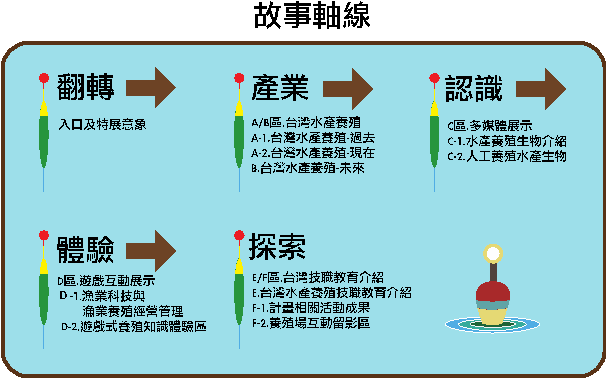 故事軸線
翻轉
入口及特展意象
產業
A/B區.台灣水產養殖
A-1.台灣水產養殖-過去
A-2.台灣水產養殖-現在
B.台灣水產養殖-未來
認識
C區.多媒體展示
C-1.水產養殖生物介紹
C-2.人工養殖水產生物
體驗
D區.遊戲互動展示
D-1.漁業科技與
漁業養殖經營管理
D-2.遊戲式養殖知識體驗區
探索
E/F區.台灣技職教育介紹
E.台灣水產養殖技職教育介紹
F-1.計畫相關活動成果
F-2.養殖場互動留影區